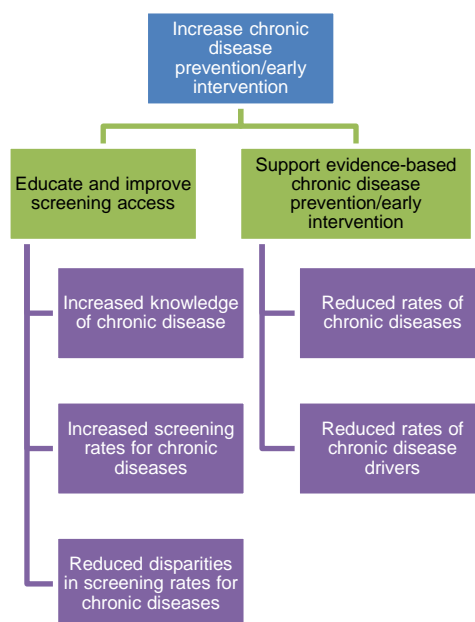 Increase chronic
disease
prevention/early
intervention
Educate and improve
screening access
Support evidence-based
chronic disease
prevention/early
intervention
Increased knowledge
of chronic disease
Increased screening
rates for chronic
diseases
Reduced disparities
in screening rates for
chronic diseases
Reduced rates of
chronic diseases
Reduced rates of
chronic disease
drivers